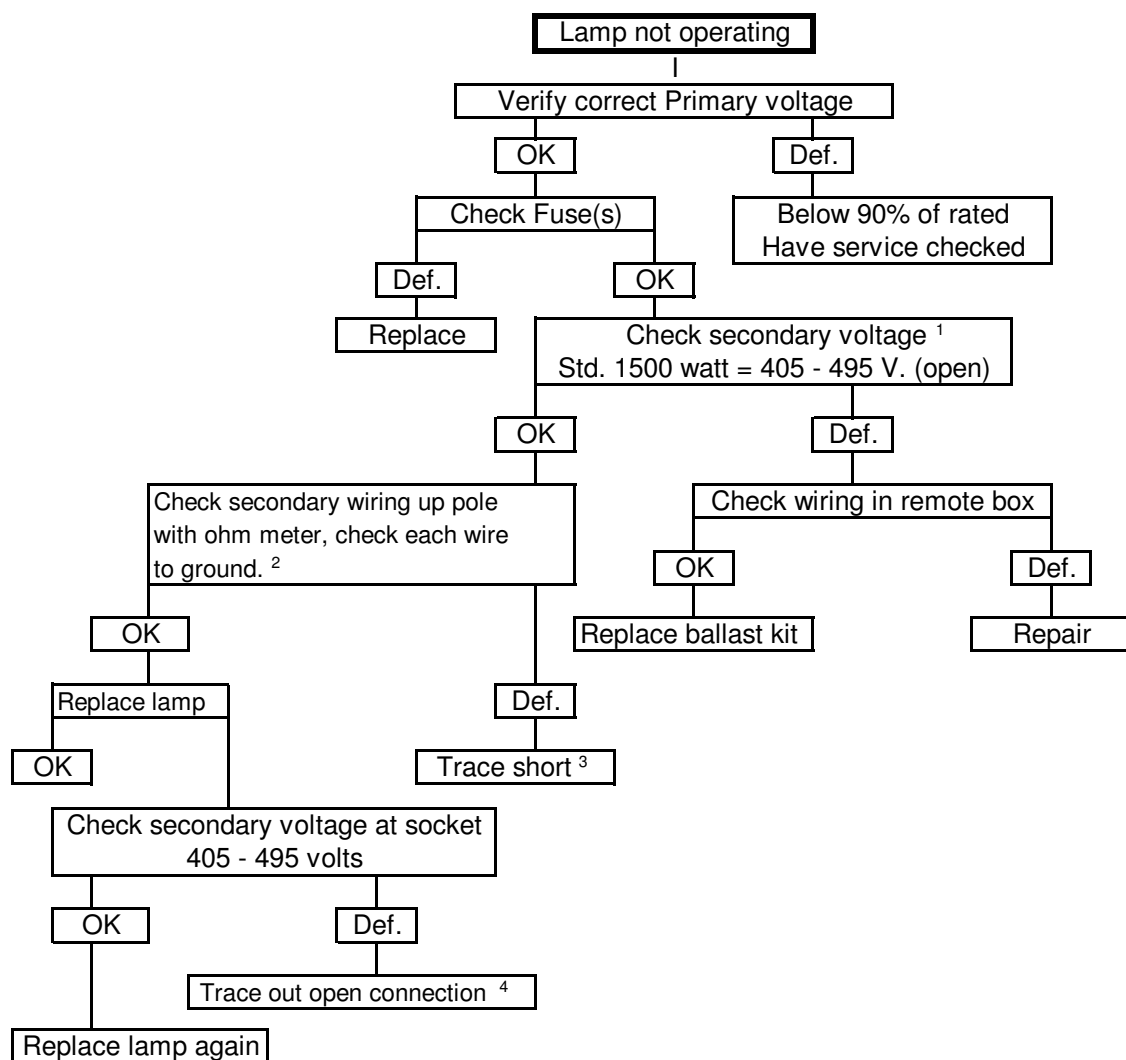 Lamp not operating
Verify correct Primary voltage
OK
Def.
Check Fuse(s)
Below 90% of rated
Have service checked
Def.
OK
Replace
Check secondary voltage ¹
Std. 1500 watt = 405 - 495 V. (open)
OK
Def.
Check secondary wiring up pole
with ohm meter, check each wire
to ground. ²
Check wiring in remote box
OK
Def.
OK
Replace ballast kit
Repair
Replace lamp
Def.
OK
Trace short ³
Check secondary voltage at socket
405 - 495 volts
OK
Def.
Trace out open connection ⁴
Replace lamp again